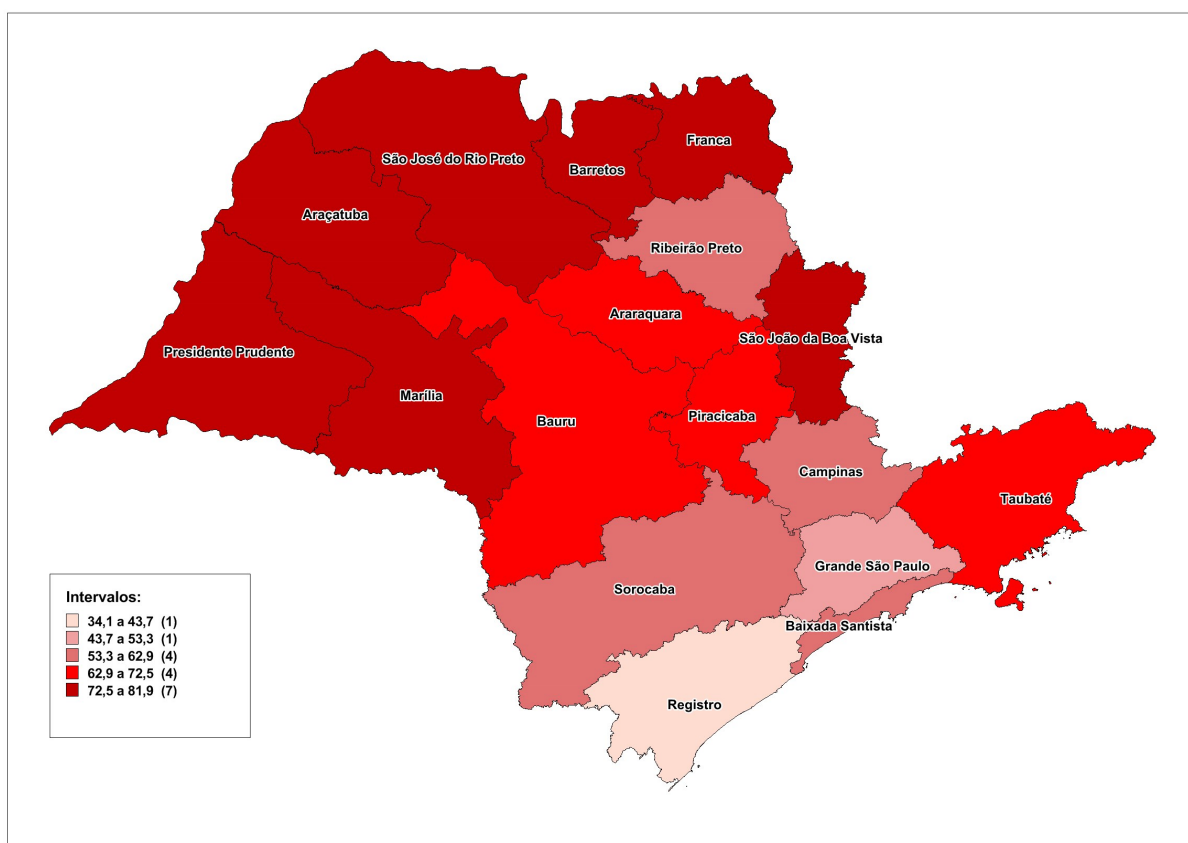 Franca
São José do Rio Preto
Barretos
Araçatuba
Ribeirão Preto
Araraquara
São João da Boa Vista
Presidente Prudente
Marília
Piracicaba
Bauru
Campinas
Taubaté
Grande São Paulo
Sorocaba
Baixada Santista
Registro
Intervalos:
34,1 a 43,7 (1)
43,7 a 53,3 (1)
53,3 a 62,9 (4)
62,9 a 72,5 (4)
72,5 a 81,9 (7)